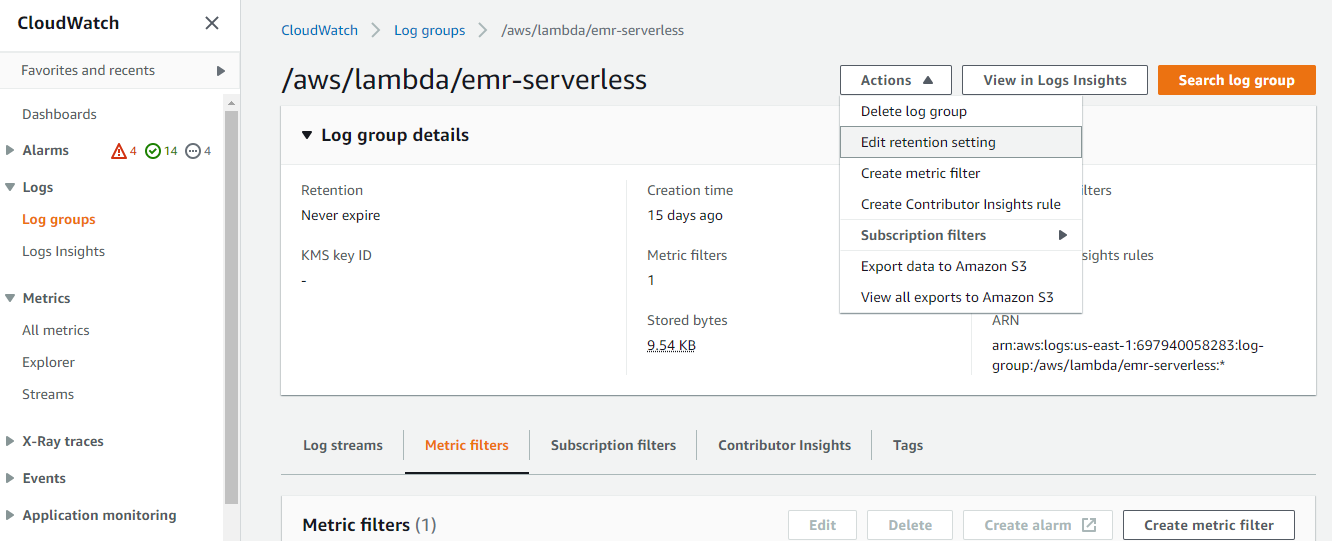 CloudWatch
Favorites and recents
Dashboards
Alarms 4 14 4
Logs
Log groups
Logs Insights
Metrics
All metrics
Explorer
Streams
X-Ray traces
Events
Application monitoring
CloudWatch Log groups /aws/lambda/emr-serverless
/aws/lambda/emr-serverless
Actions View in Logs Insights Search log group
Delete log group
Edit retention setting
Create metric filter
Create Contributor Insights rule
Subscription filters
Export data to Amazon S3
View all exports to Amazon S3
Log group details
Retention
Never expire
KMS key ID
-
Creation time
15 days ago
Metric filters
1
Stored bytes
9.54 KB
ARN
arn:aws:logs:us-east-1:697940058283:log-
group:/aws/lambda/emr-serverless:*
Log streams Metric filters Subscription filters Contributor Insights Tags
Metric filters (1) Edit Delete Create alarm Create metric filter